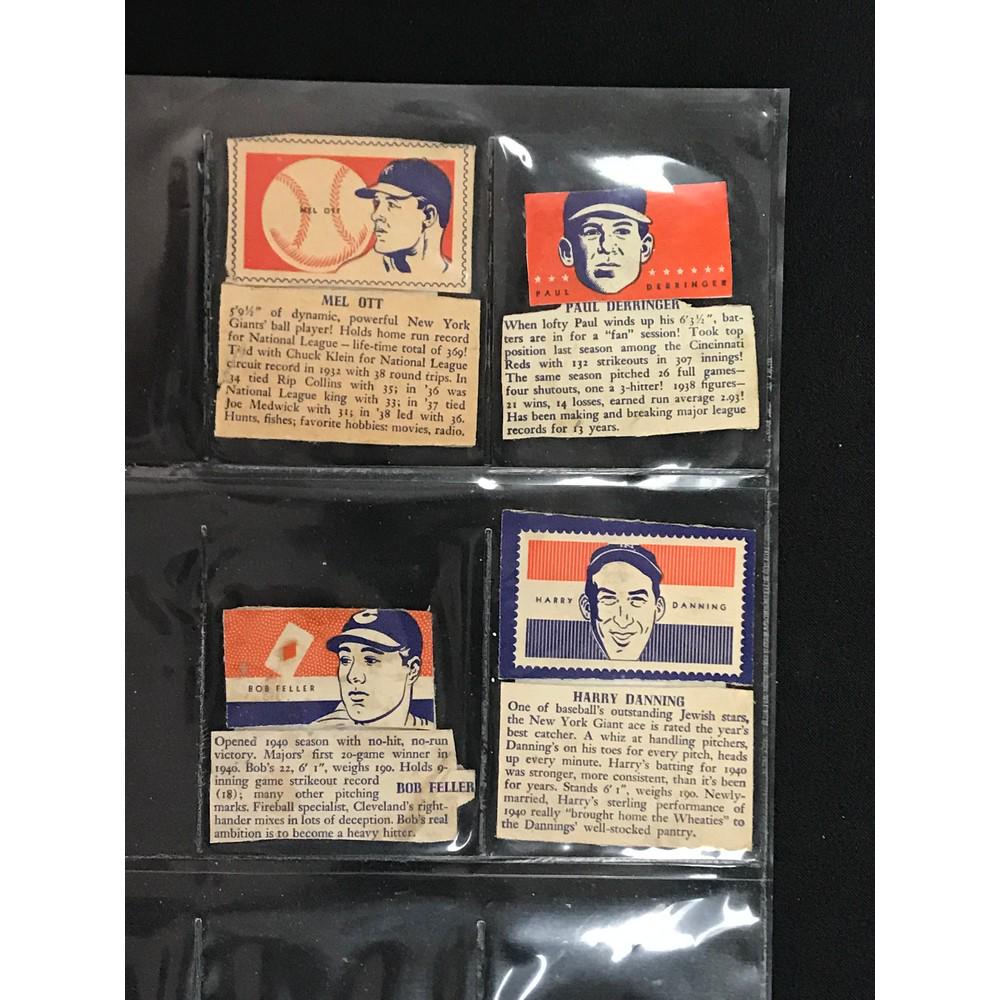 MEL OTT
MEL OTT
5'9½" of dynamic, powerful New York
Giants' ball player! Holds home run record
for National League — life-time total of 369!
Tied with Chuck Klein for National League
circuit record in 1932 with 38 round trips. In
'34 tied Rip Collins with 35; in '36 was
National League king with 33; in '37 tied
Joe Medwick with 31; in '38 led with 36.
Hunts, fishes; favorite hobbies: movies, radio.
PAUL DERRINGER
PAUL DERRINGER
When lofty Paul winds up his 6'3½", bat-
ters are in for a "fan" session! Took top
position last season among the Cincinnati
Reds with 132 strikeouts in 307 innings!
The same season pitched 26 full games—
four shutouts, one a 3-hitter! 1938 figures—
21 wins, 14 losses, earned run average 2.93!
Has been making and breaking major league
records for 13 years.
C
BOB FELLER
Opened 1940 season with no-hit, no-run
victory. Majors' first 20-game winner in
1940. Bob's 22, 6' 1", weighs 190. Holds 9-
inning game strikeout record
(18); many other pitching
BOB FELLER
marks. Fireball specialist, Cleveland's right-
hander mixes in lots of deception. Bob's real
ambition is to become a heavy hitter.
HARRY DANNING
HARRY DANNING
One of baseball's outstanding Jewish stars,
the New York Giant ace is rated the year's
best catcher. A whiz at handling pitchers,
Danning's on his toes for every pitch, heads
up every minute. Harry's batting for 1940
was stronger, more consistent, than it's been
for years. Stands 6' 1", weighs 190. Newly-
married, Harry's sterling performance of
1940 really "brought home the Wheaties" to
the Dannings' well-stocked pantry.